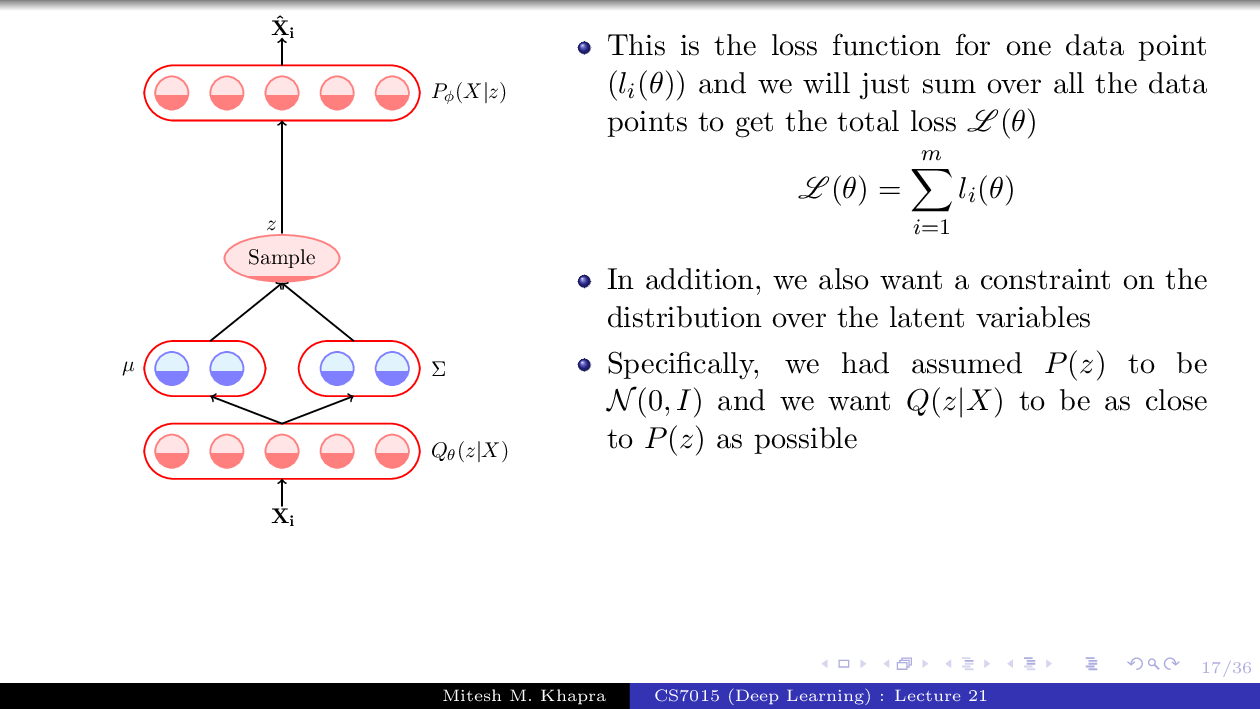 X̂ᵢ
P_ϕ(X|z)
z
Sample
μ
Σ
Q_θ(z|X)
Xᵢ
This is the loss function for one data point
(l_i(θ)) and we will just sum over all the data
points to get the total loss ℒ(θ)
ℒ(θ) = ∑_{i=1}^{m} l_i(θ)
In addition, we also want a constraint on the
distribution over the latent variables
Specifically, we had assumed P(z) to be
𝒩(0, I) and we want Q(z|X) to be as close
to P(z) as possible
17/36
Mitesh M. Khapra
CS7015 (Deep Learning) : Lecture 21